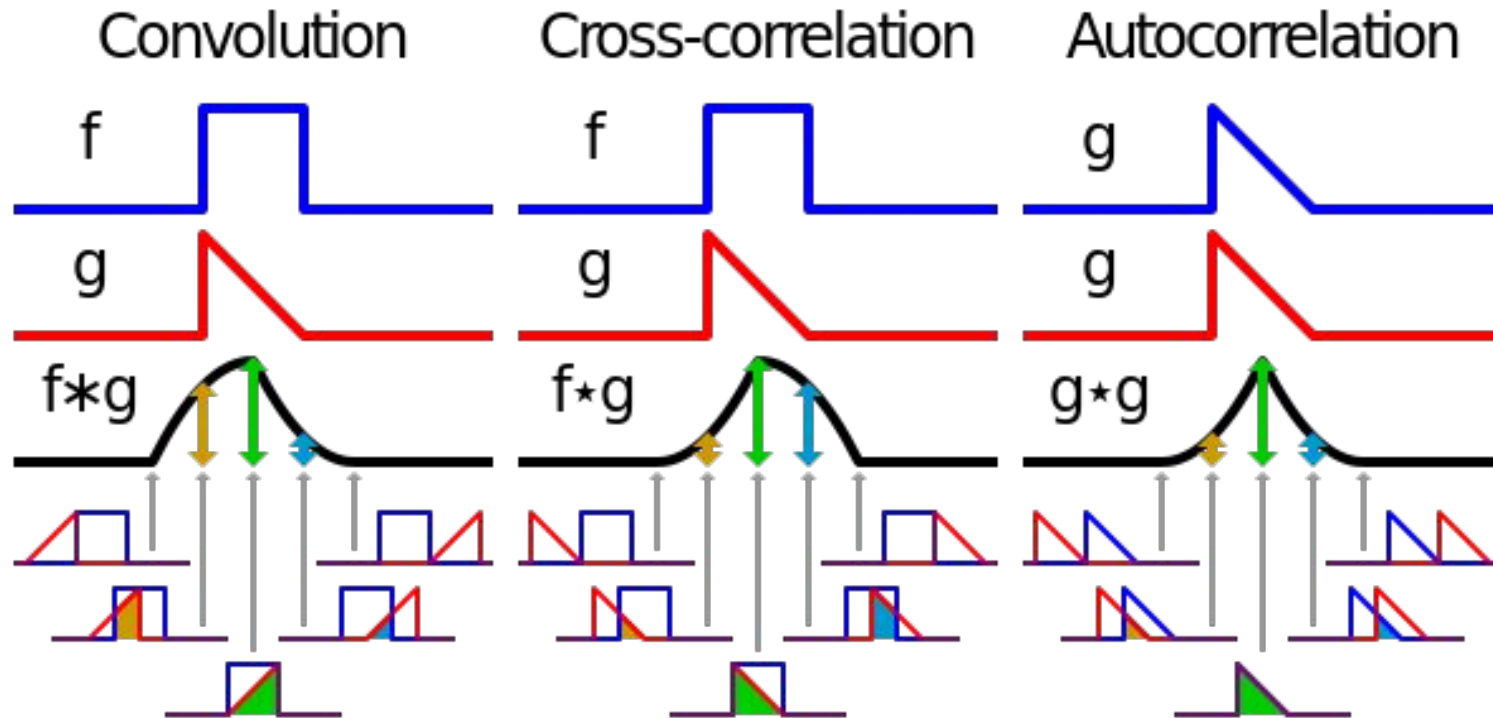 Convolution
Cross-correlation
Autocorrelation
f
f
g
g
g
g
f∗g
f⋆g
g⋆g